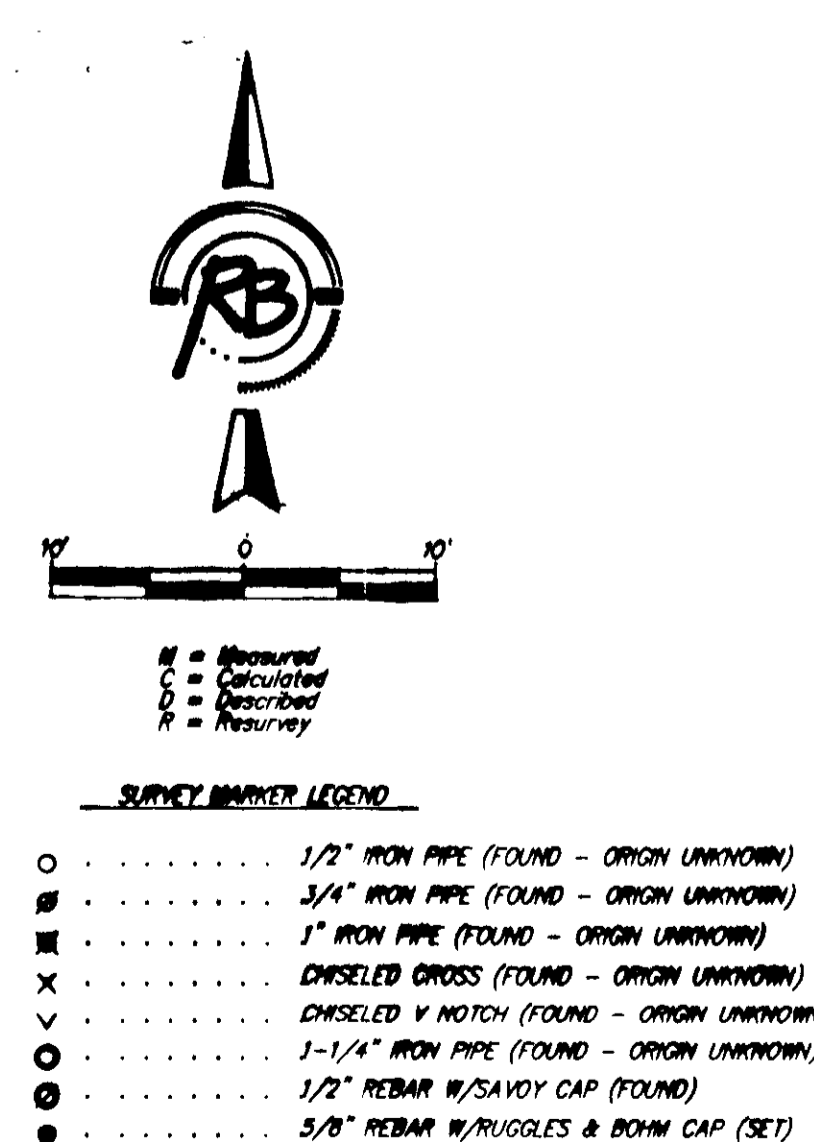 RB
10' 0 10'
M = Measured
C = Calculated
D = Described
R = Resurvey
SURVEY MARKER LEGEND
1/2" IRON PIPE (FOUND - ORIGIN UNKNOWN)
3/4" IRON PIPE (FOUND - ORIGIN UNKNOWN)
1" IRON PIPE (FOUND - ORIGIN UNKNOWN)
CHISELED CROSS (FOUND - ORIGIN UNKNOWN)
CHISELED V NOTCH (FOUND - ORIGIN UNKNOWN
1-1/4" IRON PIPE (FOUND - ORIGIN UNKNOWN)
1/2" REBAR W/SAVOY CAP (FOUND)
5/8" REBAR W/RUGGLES & BOHM CAP (SET)